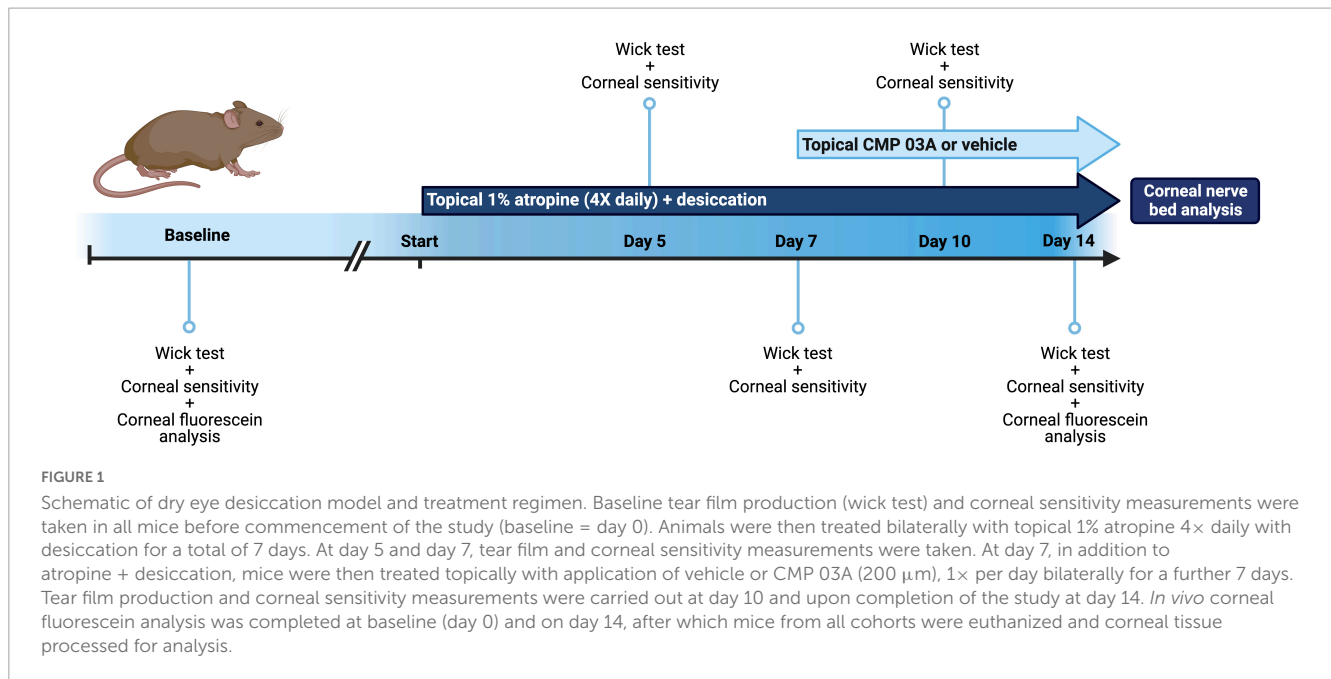 Wick test
+
Corneal sensitivity
Wick test
+
Corneal sensitivity
Topical CMP 03A or vehicle
Topical 1% atropine (4X daily) + desiccation
Corneal nerve
bed analysis
Baseline
Start
Day 5
Day 7
Day 10
Day 14
Wick test
+
Corneal sensitivity
+
Corneal fluorescein
analysis
Wick test
+
Corneal sensitivity
Wick test
+
Corneal sensitivity
+
Corneal fluorescein
analysis
FIGURE 1
Schematic of dry eye desiccation model and treatment regimen. Baseline tear film production (wick test) and corneal sensitivity measurements were
taken in all mice before commencement of the study (baseline = day 0). Animals were then treated bilaterally with topical 1% atropine 4× daily with
desiccation for a total of 7 days. At day 5 and day 7, tear film and corneal sensitivity measurements were taken. At day 7, in addition to
atropine + desiccation, mice were then treated topically with application of vehicle or CMP 03A (200 μm), 1× per day bilaterally for a further 7 days.
Tear film production and corneal sensitivity measurements were carried out at day 10 and upon completion of the study at day 14. In vivo corneal
fluorescein analysis was completed at baseline (day 0) and on day 14, after which mice from all cohorts were euthanized and corneal tissue
processed for analysis.